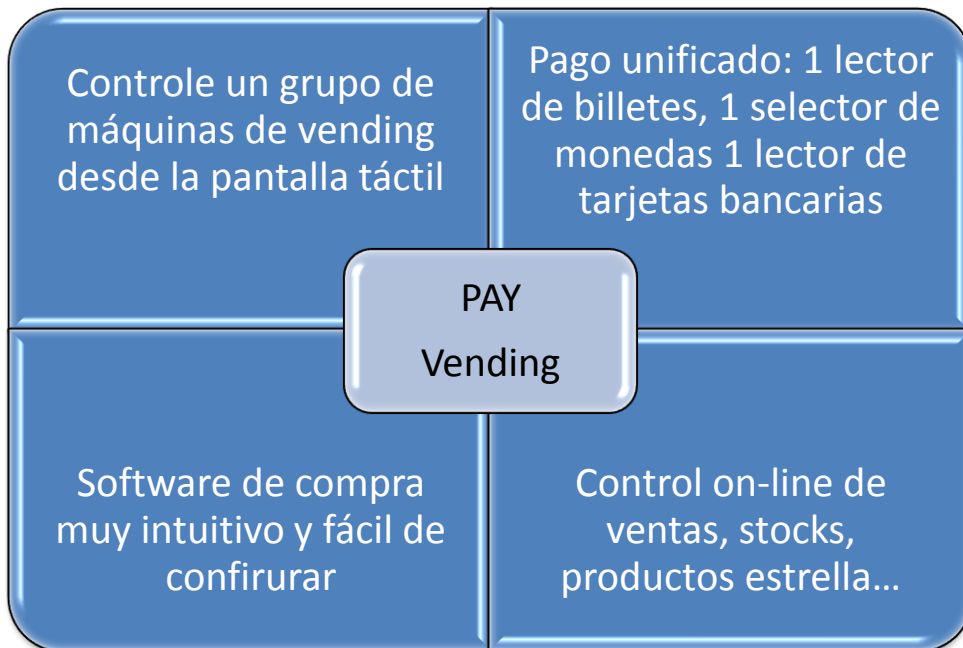 Controle un grupo de
máquinas de vending
desde la pantalla táctil
Pago unificado: 1 lector
de billetes, 1 selector de
monedas 1 lector de
tarjetas bancarias
PAY
Vending
Software de compra
muy intuitivo y fácil de
confirurar
Control on-line de
ventas, stocks,
productos estrella…